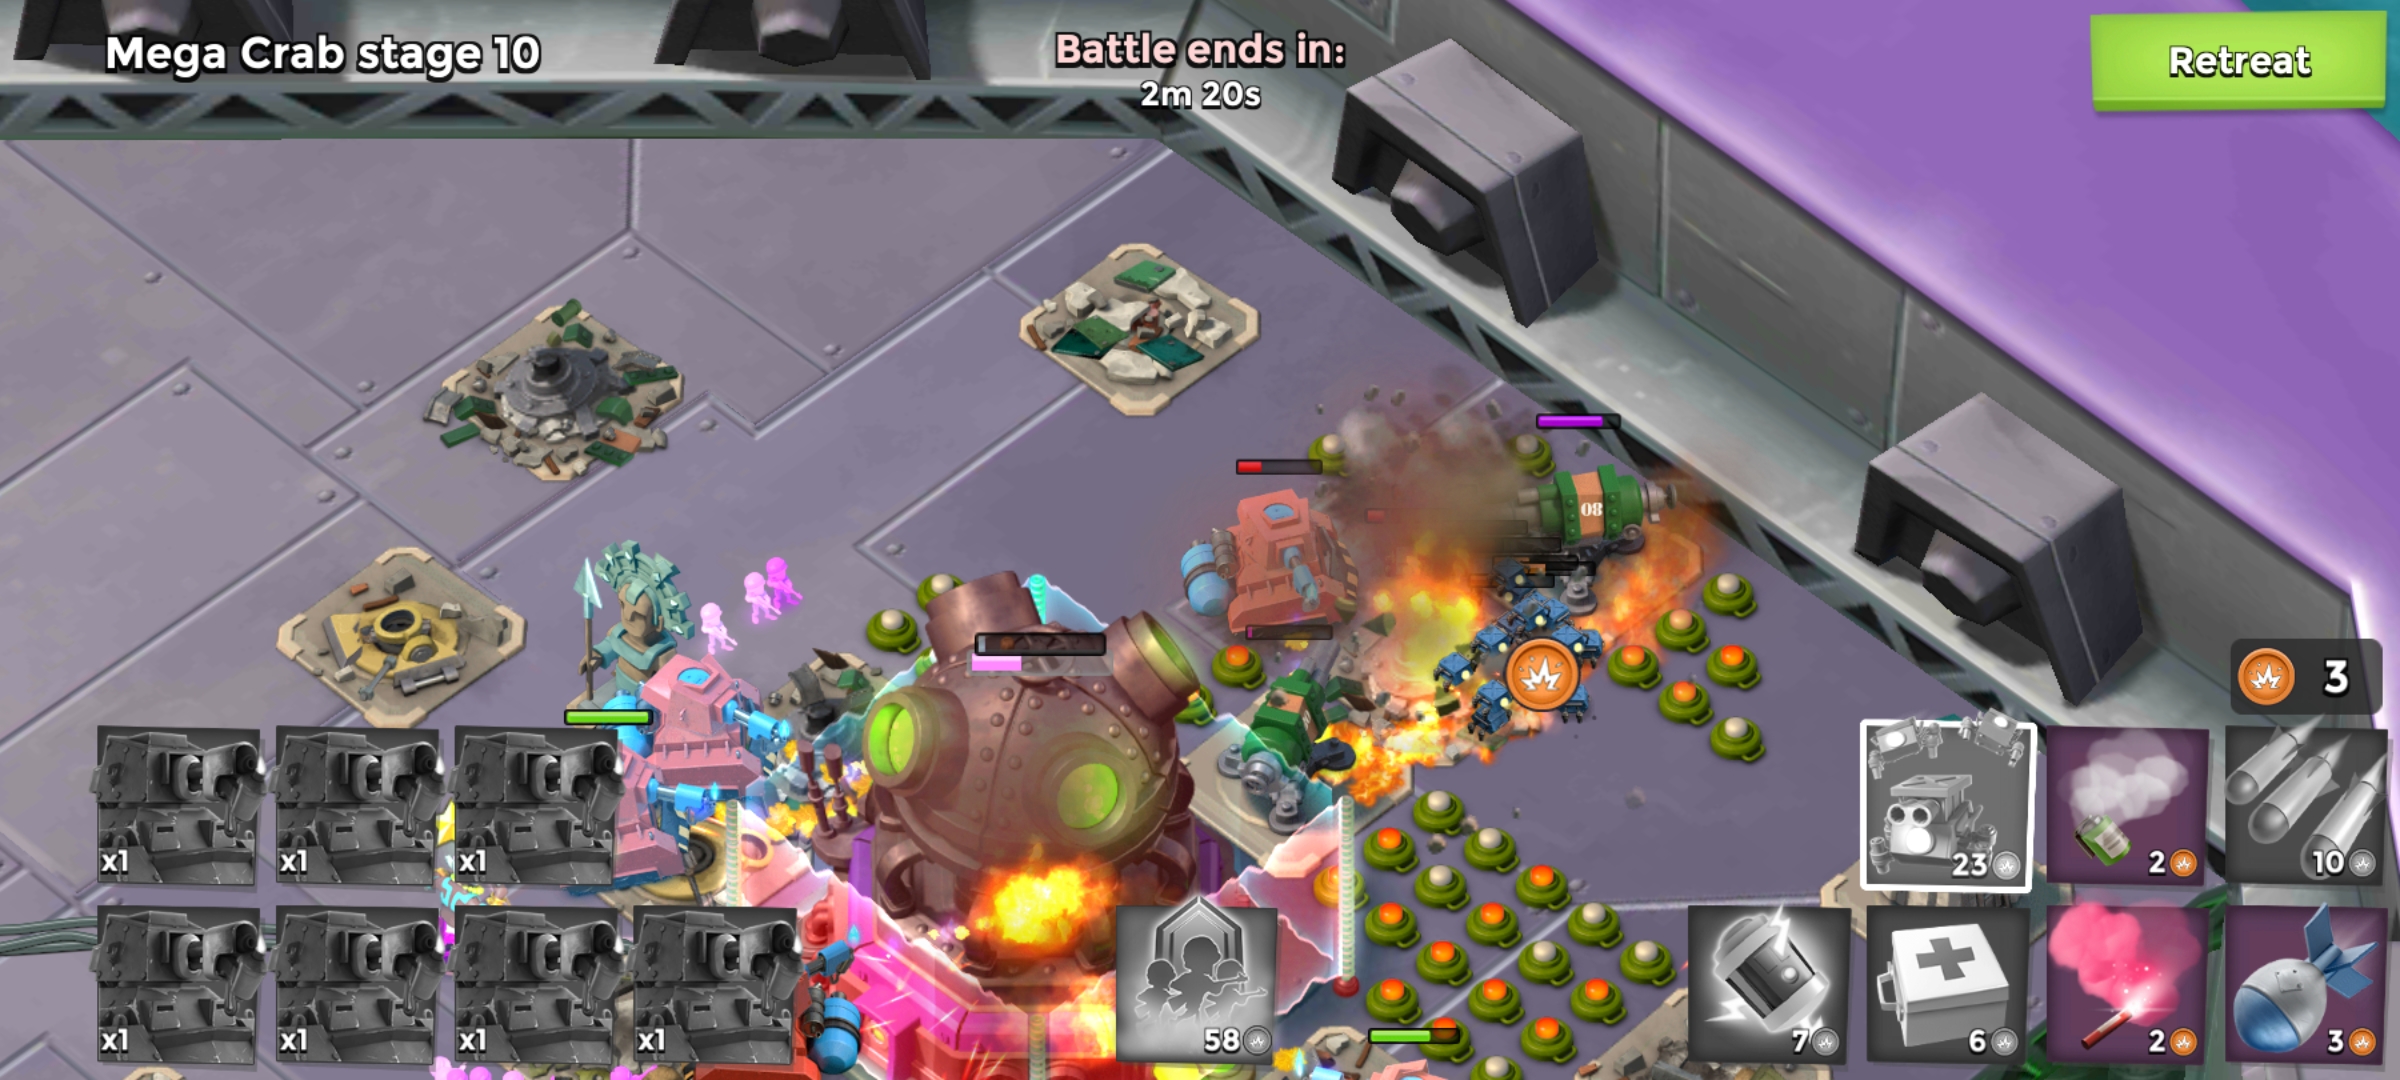 Mega Crab stage 10
Battle ends in:
2m 20s
Retreat
08
3
x1
x1
x1
23
2
10
x1
x1
x1
x1
58
7
6
2
3